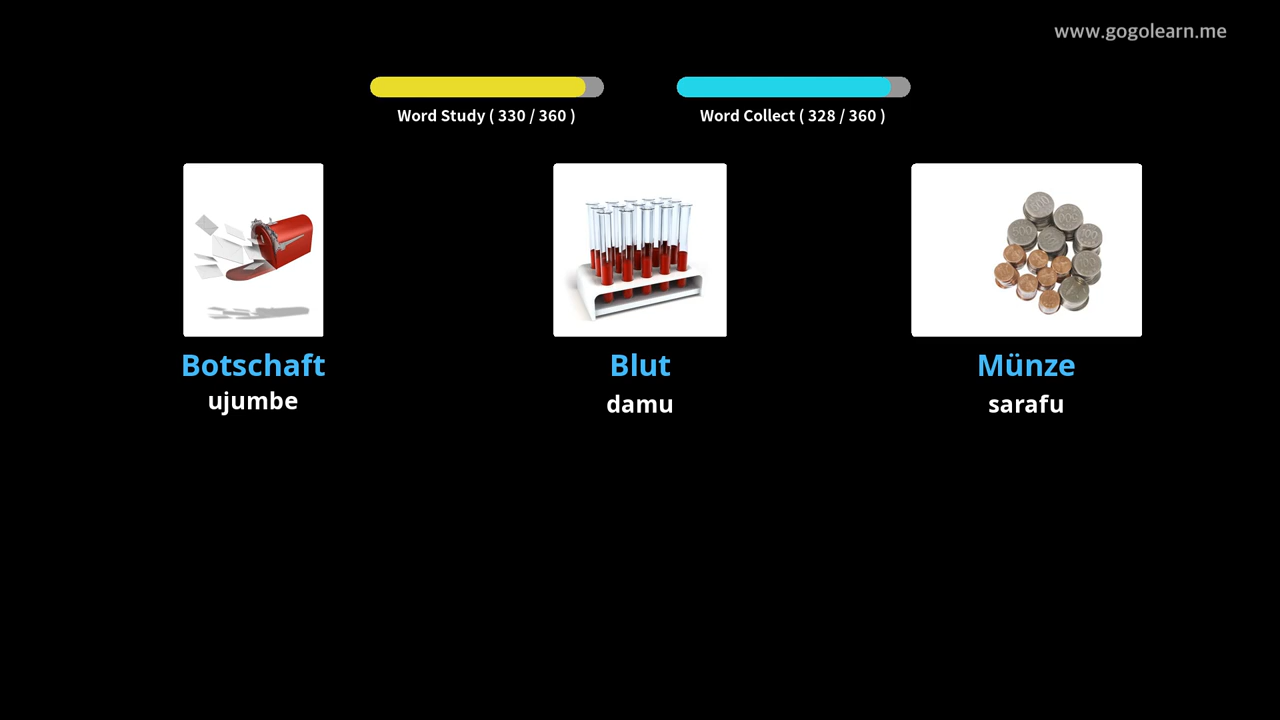 www.gogolearn.me
Word Study ( 330 / 360 )
Word Collect ( 328 / 360 )
Botschaft
ujumbe
Blut
damu
Münze
sarafu